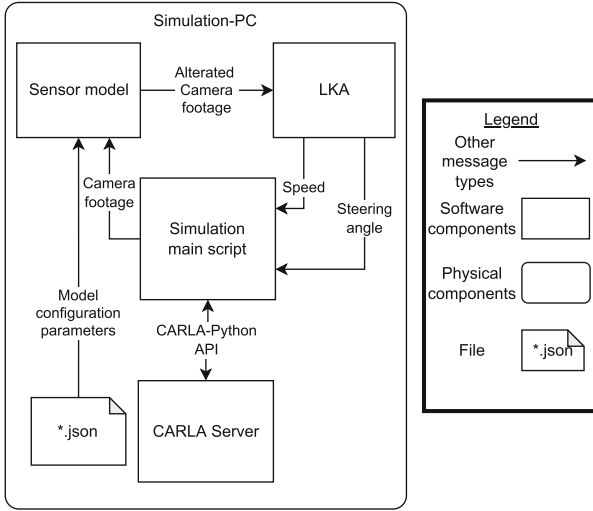 Simulation-PC
Sensor model
Alterated
Camera
footage
LKA
Camera
footage
Speed
Steering
angle
Simulation
main script
Model
configuration
parameters
CARLA-Python
API
*.json
CARLA Server
Legend
Other
message
types
Software
components
Physical
components
File
*.json